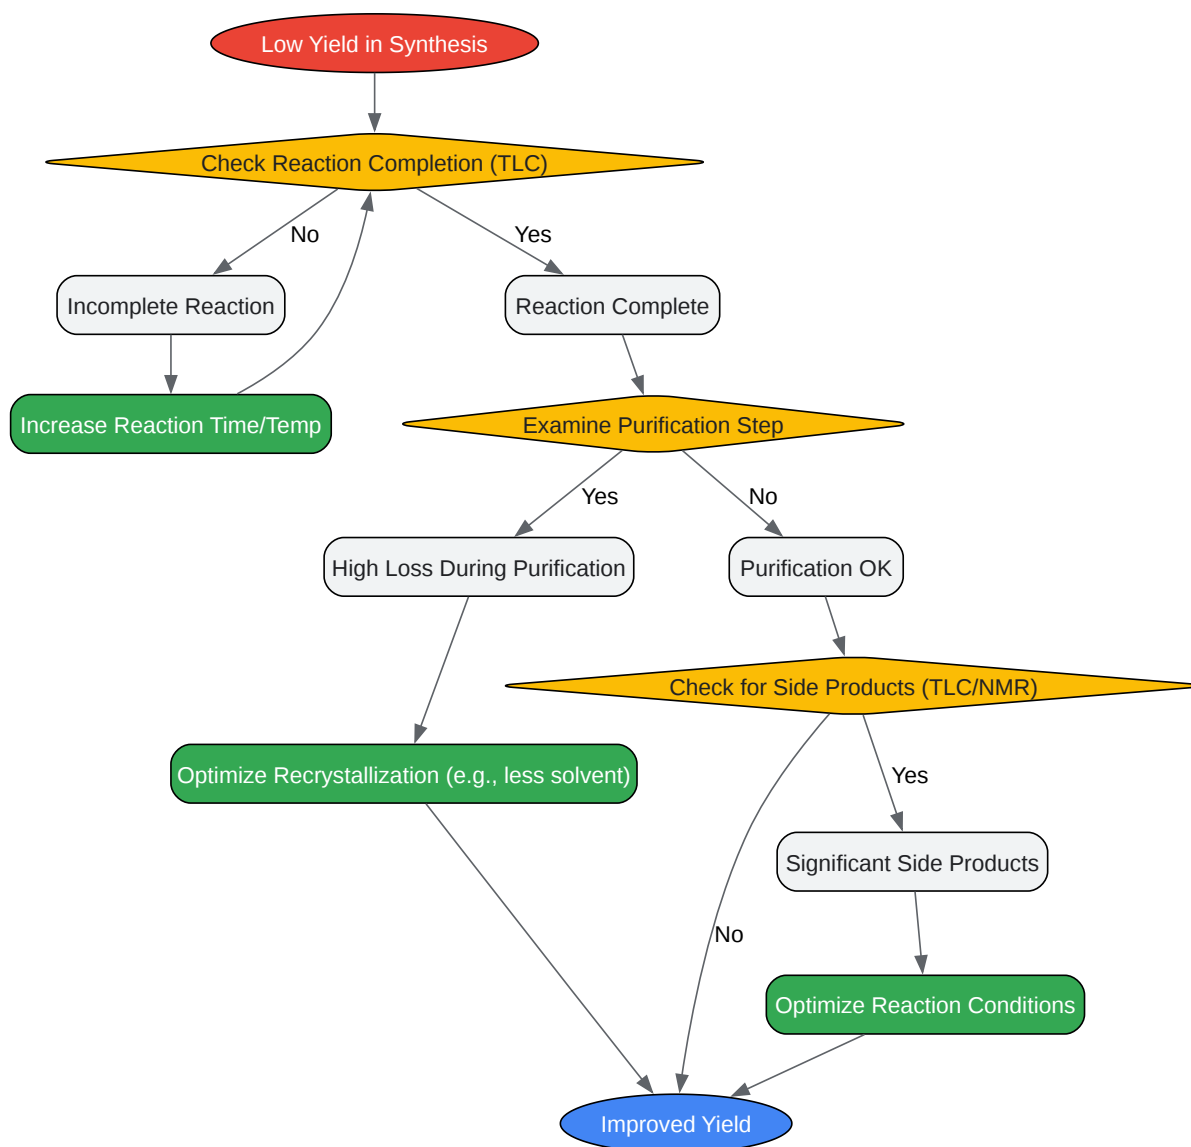 Low Yield in Synthesis
Check Reaction Completion (TLC)
No
Yes
Incomplete Reaction
Reaction Complete
Increase Reaction Time/Temp
Examine Purification Step
Yes
No
High Loss During Purification
Purification OK
Check for Side Products (TLC/NMR)
Optimize Recrystallization (e.g., less solvent)
Yes
Significant Side Products
No
Optimize Reaction Conditions
Improved Yield